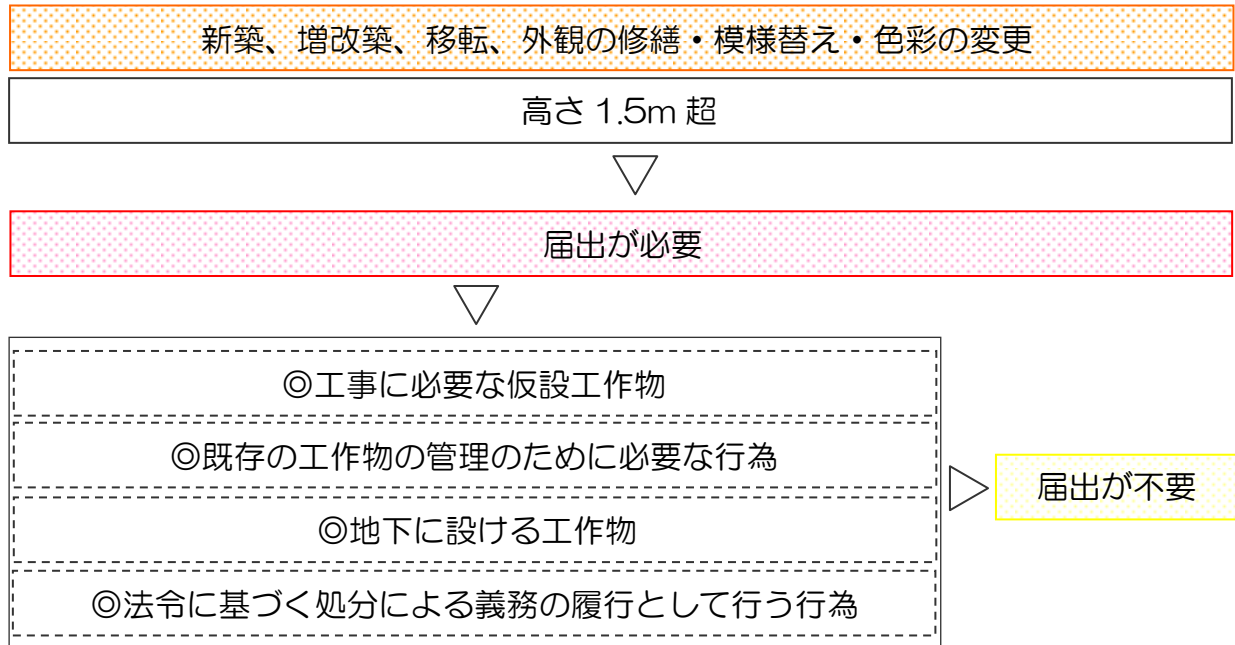 新築、増改築、移転、外観の修繕・模様替え・色彩の変更
高さ 1.5m 超
届出が必要
◎工事に必要な仮設工作物
◎既存の工作物の管理のために必要な行為
届出が不要
◎地下に設ける工作物
◎法令に基づく処分による義務の履行として行う行為